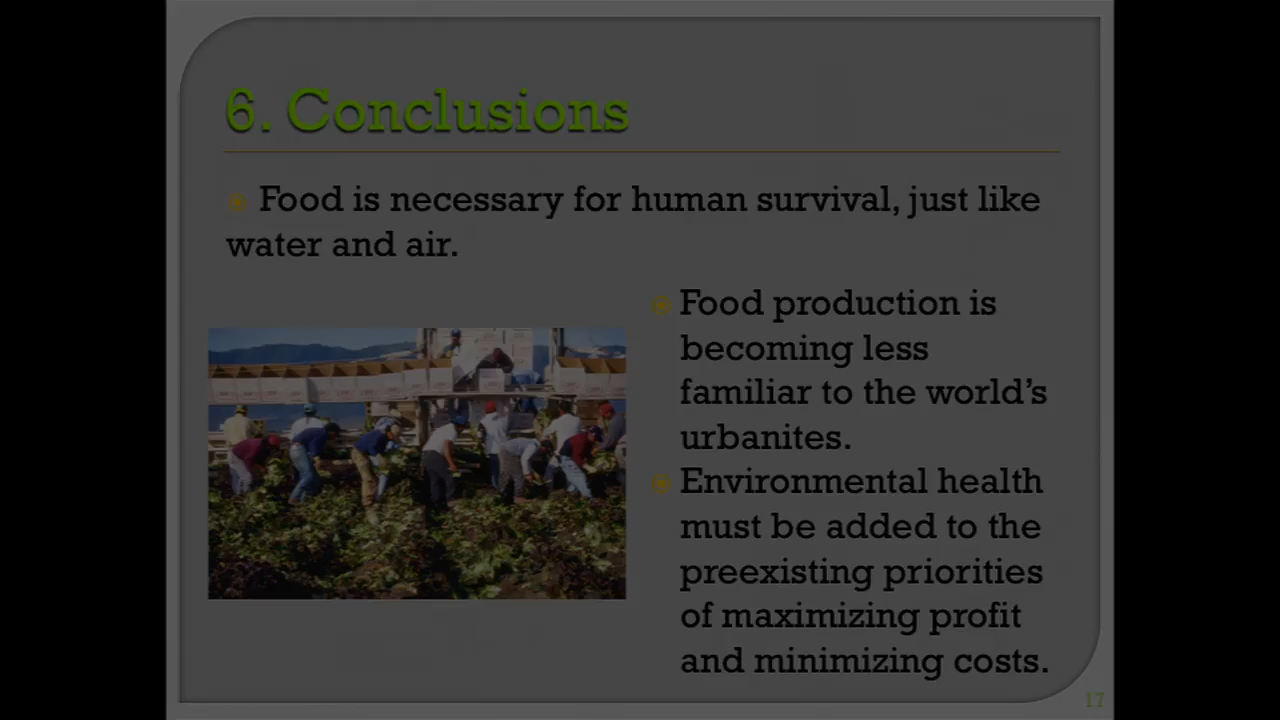 6. Conclusions
Food is necessary for human survival, just like
water and air.
Food production is
becoming less
familiar to the world's
urbanites.
Environmental health
must be added to the
preexisting priorities
of maximizing profit
and minimizing costs.
17